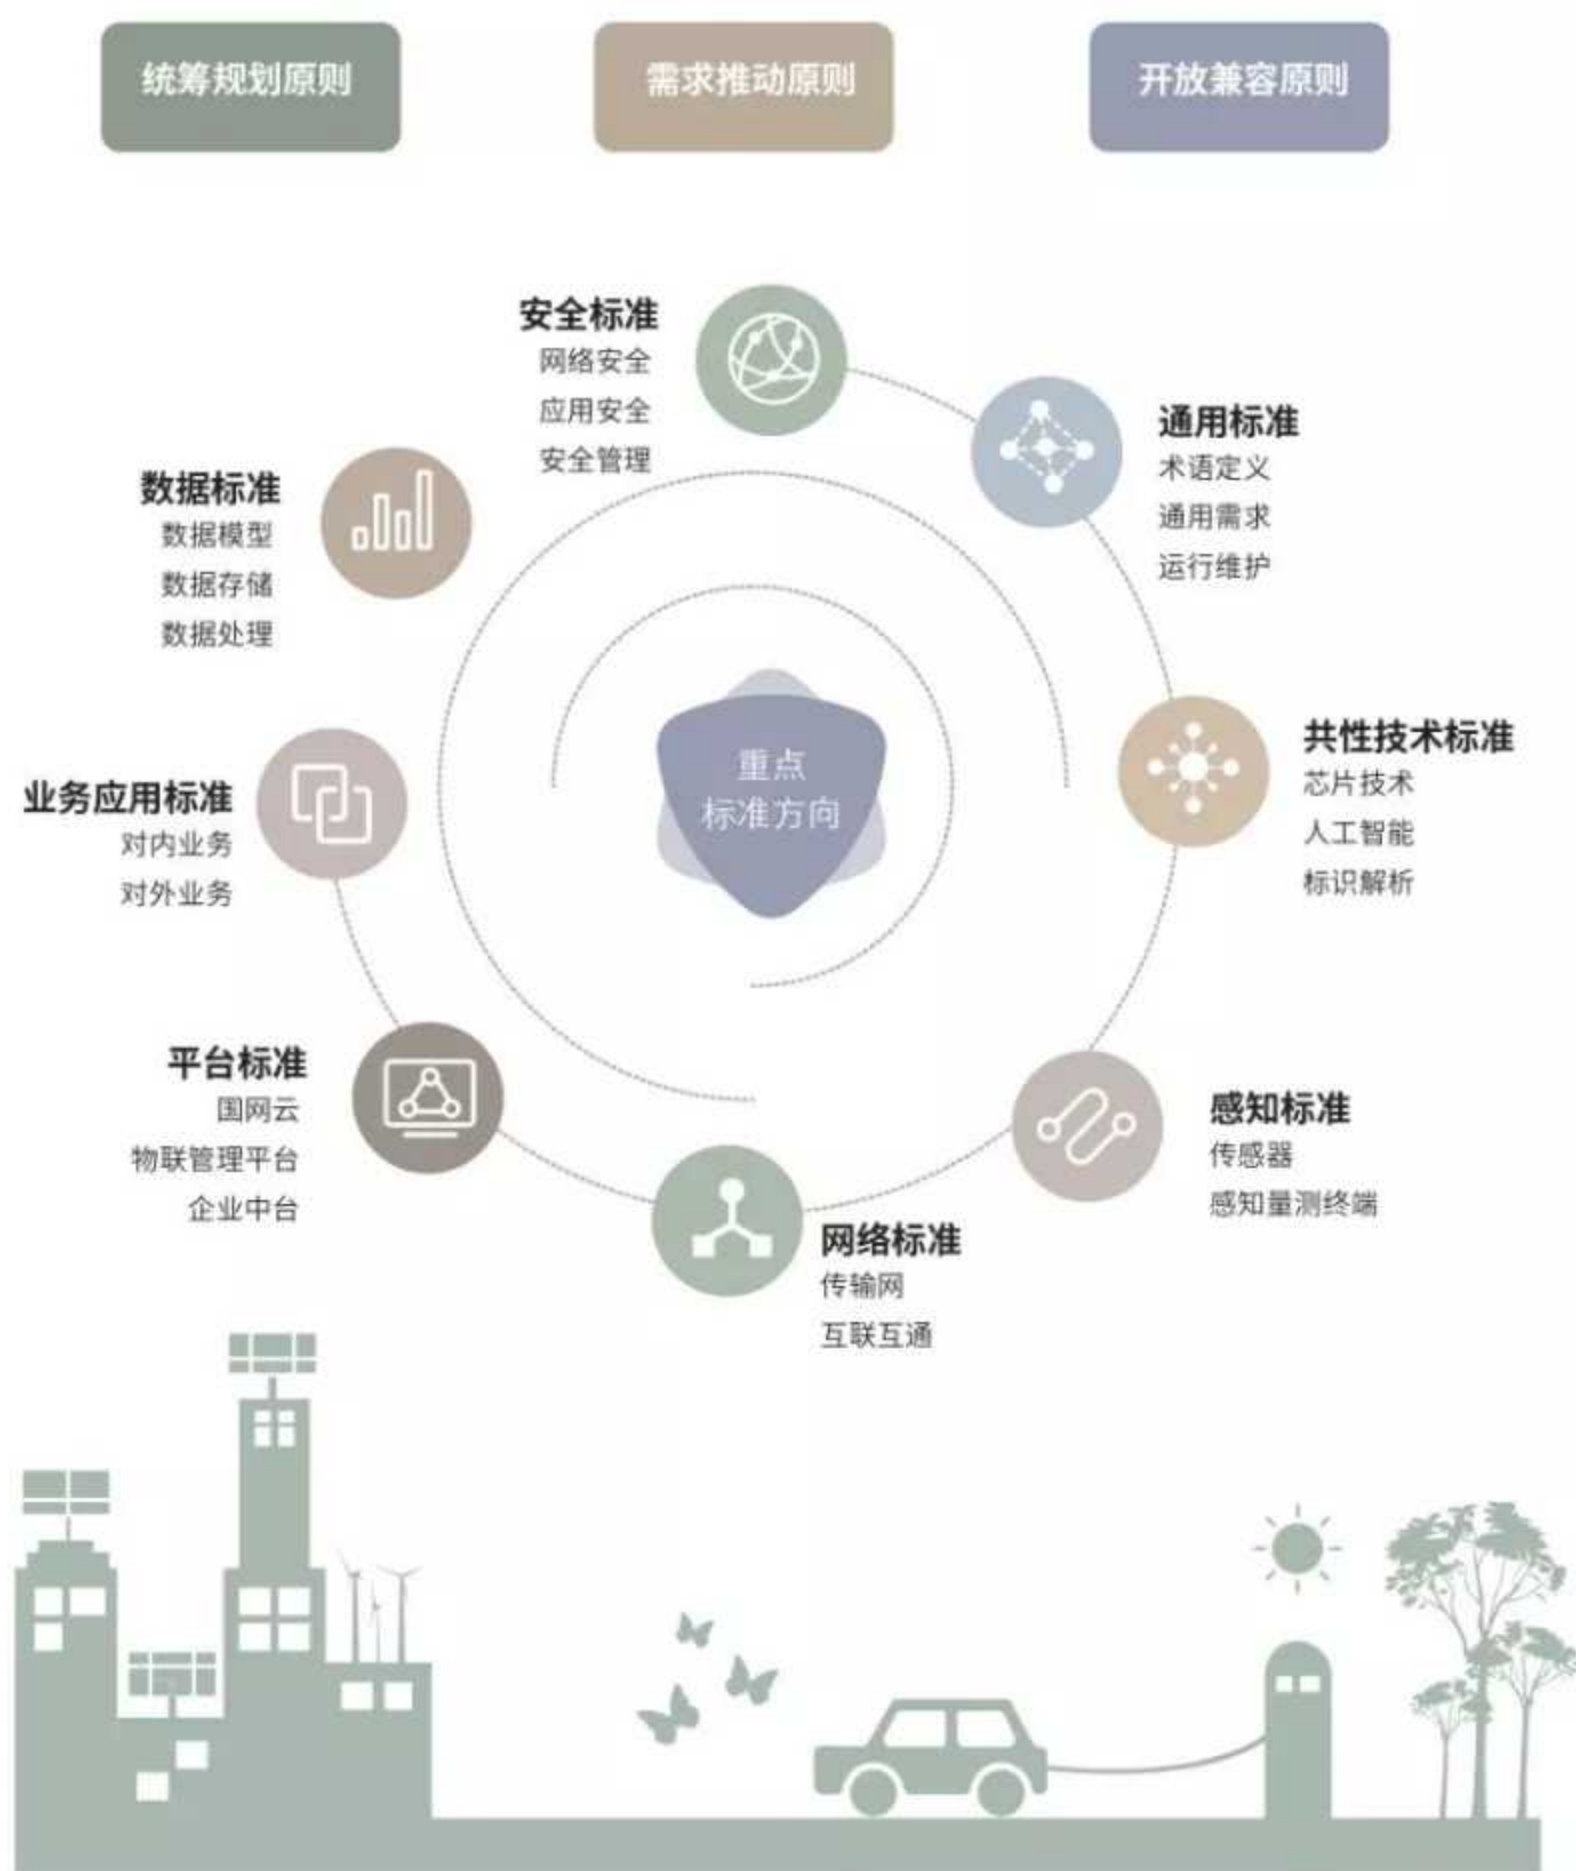 统筹规划原则
需求推动原则
开放兼容原则
安全标准
网络安全
应用安全
安全管理
通用标准
术语定义
通用需求
运行维护
数据标准
数据模型
数据存储
数据处理
重点
标准方向
共性技术标准
芯片技术
人工智能
标识解析
业务应用标准
对内业务
对外业务
平台标准
国网云
物联管理平台
企业中台
感知标准
传感器
感知量测终端
网络标准
传输网
互联互通